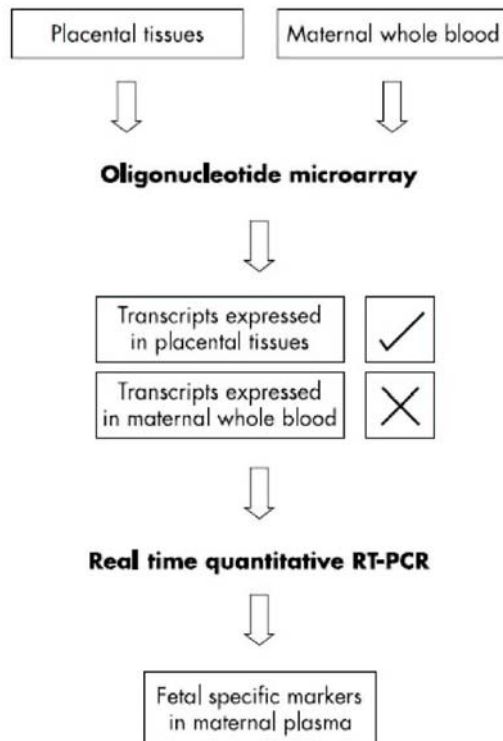 Placental tissues
Maternal whole blood
Oligonucleotide microarray
Transcripts expressed
in placental tissues
Transcripts expressed
in maternal whole blood
Real time quantitative RT-PCR
Fetal specific markers
in maternal plasma